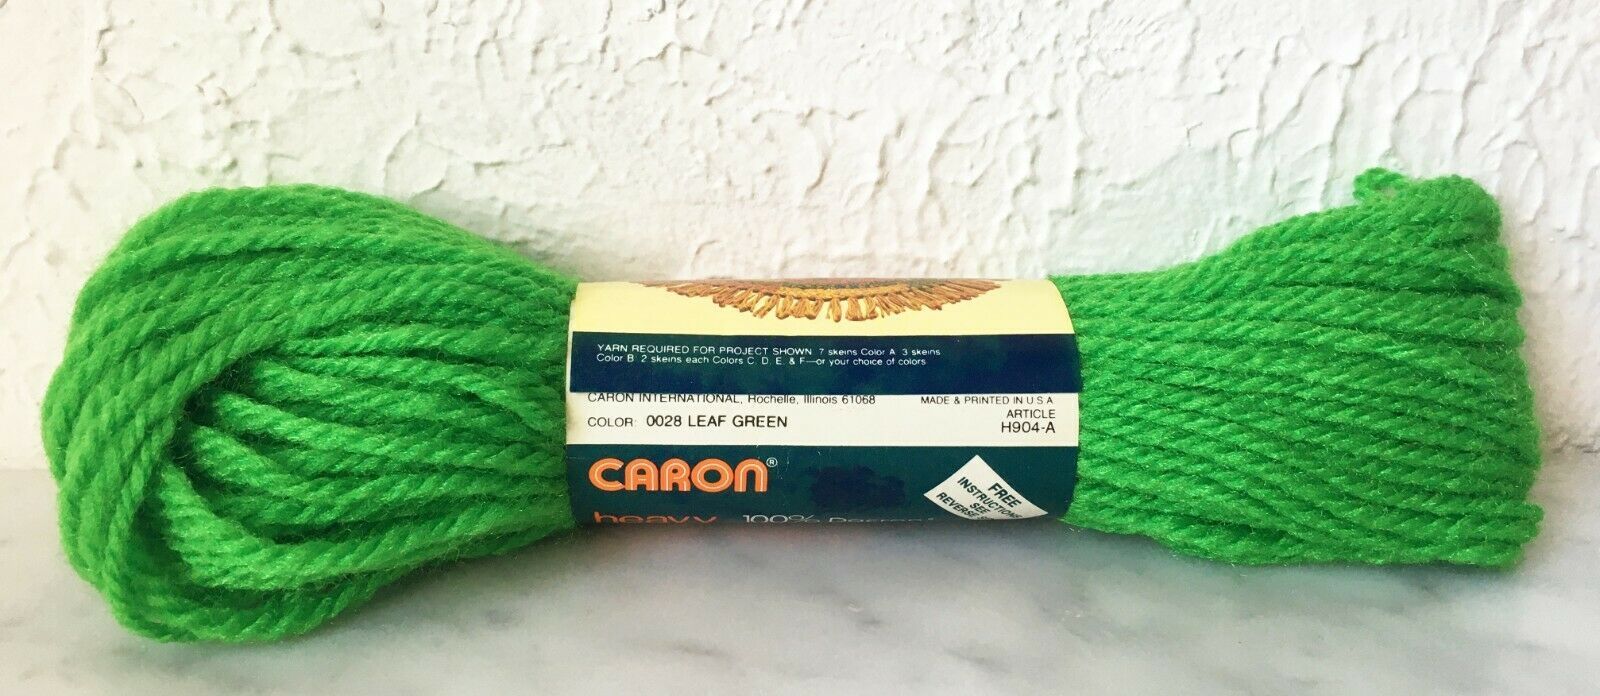 YARN REQUIRED FOR PROJECT SHOWN 7 skeins Color A 3 skeins
Color B 2 skeins each Colors C, D, E, & F—or your choice of colors
CARON INTERNATIONAL, Rochelle, Illinois 61068
MADE & PRINTED IN U S A
COLOR: 0028 LEAF GREEN
ARTICLE
H904-A
CARON®
FREE
INSTRUCTIONS
SEE
REVERSE
heavy 100%